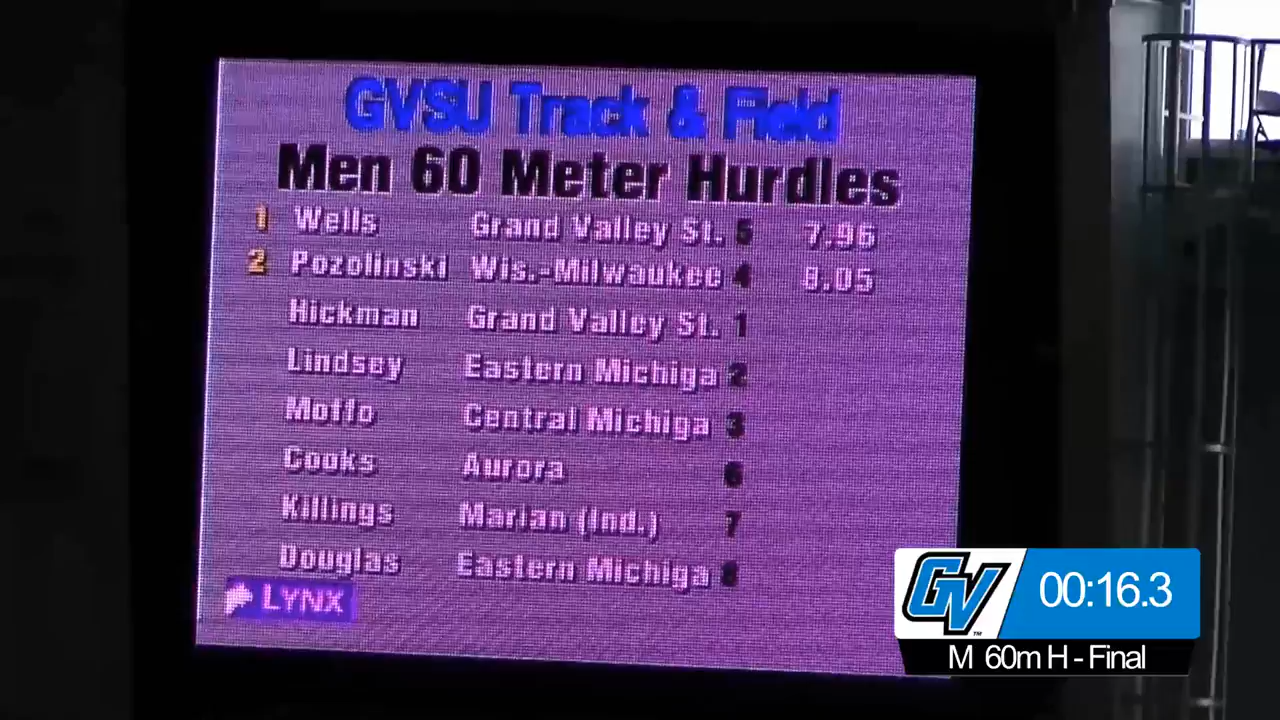 GVSU Track & Field
Men 60 Meter Hurdles
1 Wells Grand Valley St. 5 7.96
2 Pozolinski Wis.-Milwaukee 4 8.05
Hickman Grand Valley St. 1
Lindsey Eastern Michiga 2
Moffo Central Michiga 3
Cooks Aurora 6
Killings Marian (Ind.) 7
Douglas Eastern Michiga 8
LYNX
GV TM
00:16.3
M 60m H - Final